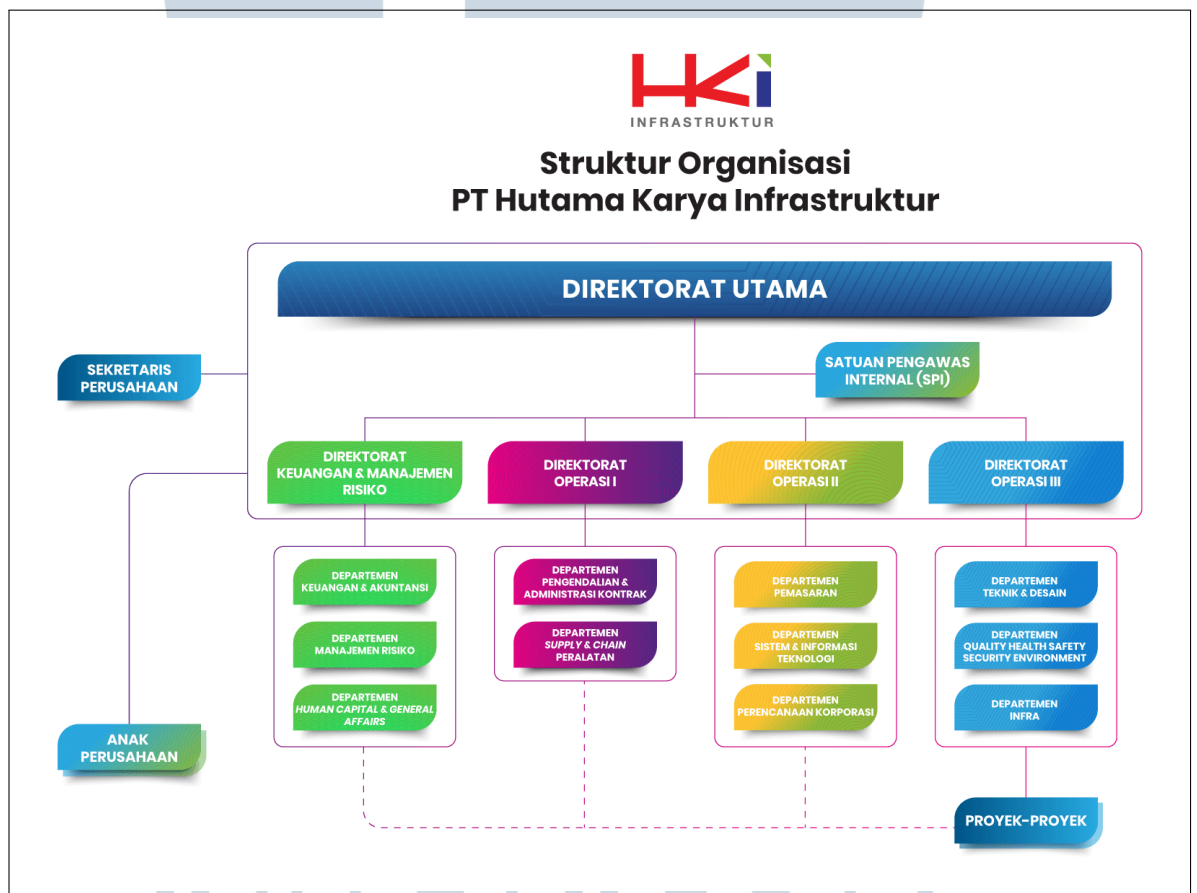 HKi
INFRASTRUKTUR
Struktur Organisasi
PT Hutama Karya Infrastruktur
DIREKTORAT UTAMA
SEKRETARIS
PERUSAHAAN
SATUAN PENGAWAS
INTERNAL (SPI)
DIREKTORAT
KEUANGAN & MANAJEMEN
RISIKO
DIREKTORAT
OPERASI I
DIREKTORAT
OPERASI II
DIREKTORAT
OPERASI III
DEPARTEMEN
KEUANGAN & AKUNTANSI
DEPARTEMEN
MANAJEMEN RISIKO
DEPARTEMEN
HUMAN CAPITAL & GENERAL
AFFAIRS
DEPARTEMEN
PENGENDALIAN &
ADMINISTRASI KONTRAK
DEPARTEMEN
SUPPLY & CHAIN
PERALATAN
DEPARTEMEN
PEMASARAN
DEPARTEMEN
SISTEM & INFORMASI
TEKNOLOGI
DEPARTEMEN
PERENCANAAN KORPORASI
DEPARTEMEN
TEKNIK & DESAIN
DEPARTEMEN
QUALITY HEALTH SAFETY
SECURITY ENVIRONMENT
DEPARTEMEN
INFRA
ANAK
PERUSAHAAN
PROYEK-PROYEK